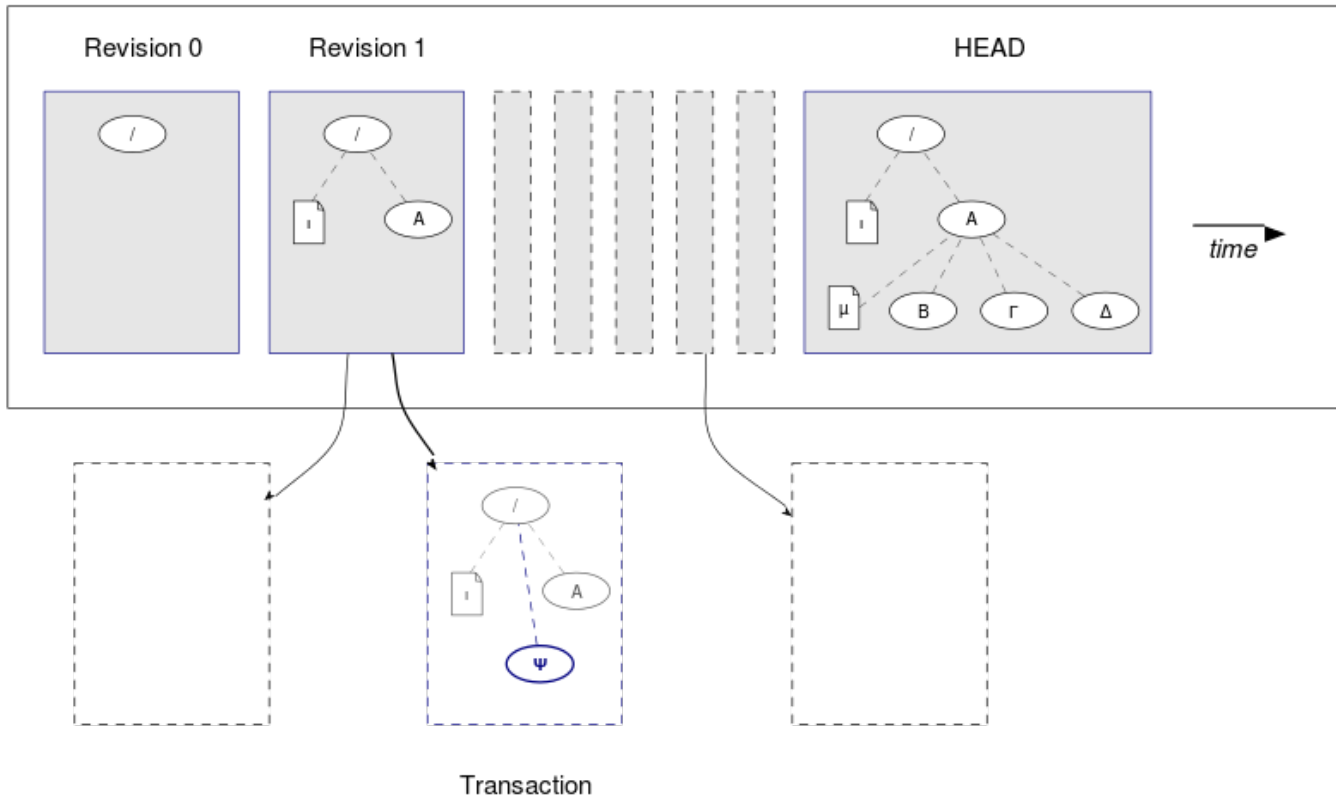 Revision 0 Revision 1 HEAD
/ / /
ι A ι A
time
μ Β Γ Δ
/
ι A
Ψ
Transaction